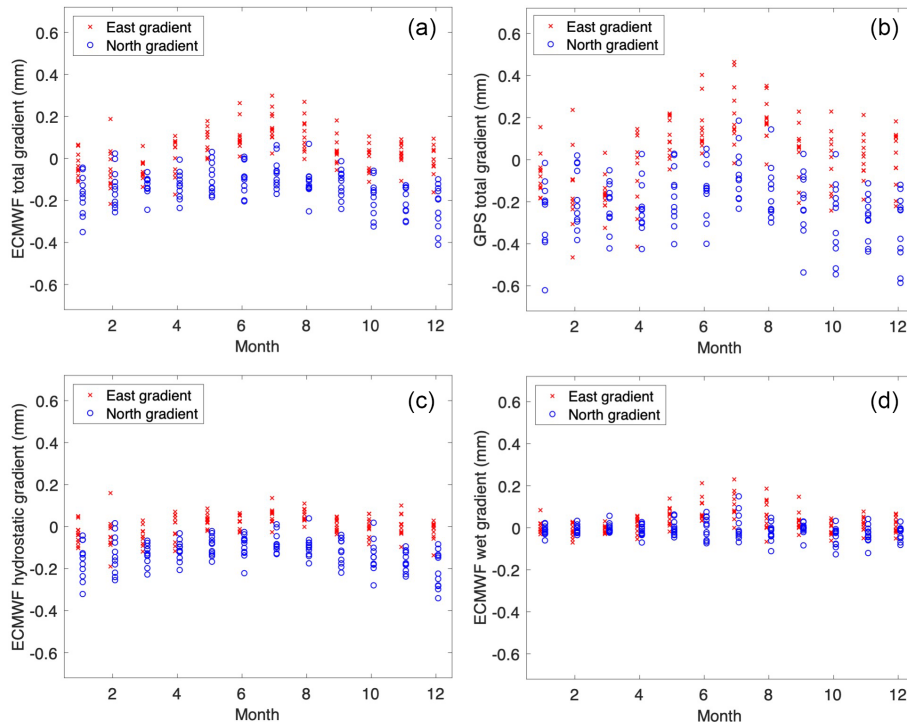 East gradient
North gradient
(a)
0.6
0.4
0.2
0
-0.2
-0.4
-0.6
ECMWF total gradient (mm)
2 4 6 8 10 12
Month
East gradient
North gradient
(b)
0.6
0.4
0.2
0
-0.2
-0.4
-0.6
GPS total gradient (mm)
2 4 6 8 10 12
Month
East gradient
North gradient
(c)
0.6
0.4
0.2
0
-0.2
-0.4
-0.6
ECMWF hydrostatic gradient (mm)
2 4 6 8 10 12
Month
East gradient
North gradient
(d)
0.6
0.4
0.2
0
-0.2
-0.4
-0.6
ECMWF wet gradient (mm)
2 4 6 8 10 12
Month